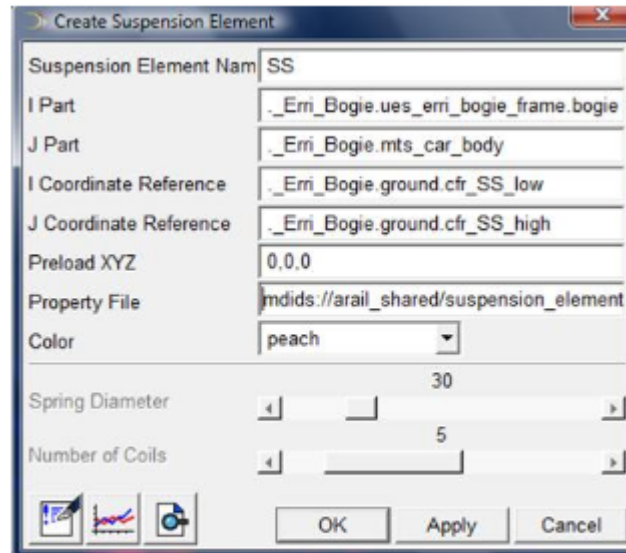 Create Suspension Element
Suspension Element Nam SS
I Part ._Erri_Bogie.ues_erri_bogie_frame.bogie
J Part ._Erri_Bogie.mts_car_body
I Coordinate Reference ._Erri_Bogie.ground.cfr_SS_low
J Coordinate Reference ._Erri_Bogie.ground.cfr_SS_high
Preload XYZ 0,0,0
Property File mdids://arail_shared/suspension_element
Color peach
30
Spring Diameter
5
Number of Coils
OK Apply Cancel